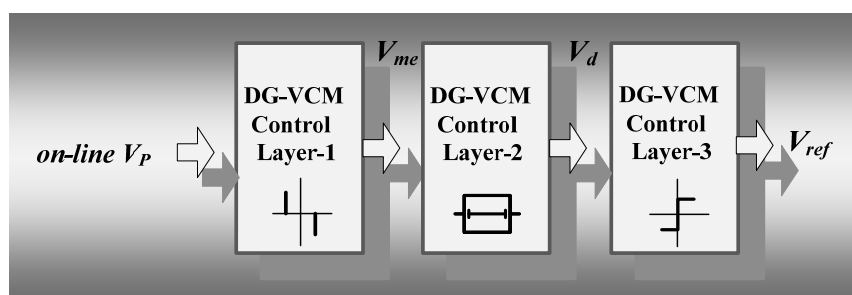 on-line V_P
DG-VCM
Control
Layer-1
V_me
DG-VCM
Control
Layer-2
V_d
DG-VCM
Control
Layer-3
V_ref